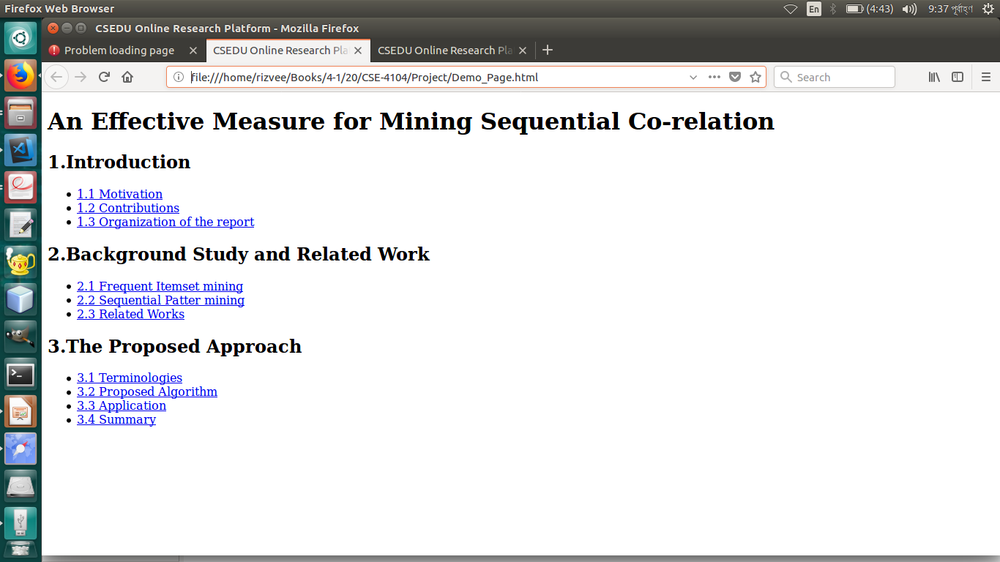 Firefox Web Browser
En
(4:43)
9:37 পূর্বাহ্ণ
CSEDU Online Research Platform - Mozilla Firefox
Problem loading page
CSEDU Online Research Pla
CSEDU Online Research Pla
file:///home/rizvee/Books/4-1/20/CSE-4104/Project/Demo_Page.html
Search
An Effective Measure for Mining Sequential Co-relation
1.Introduction
1.1 Motivation
1.2 Contributions
1.3 Organization of the report
2.Background Study and Related Work
2.1 Frequent Itemset mining
2.2 Sequential Patter mining
2.3 Related Works
3.The Proposed Approach
3.1 Terminologies
3.2 Proposed Algorithm
3.3 Application
3.4 Summary